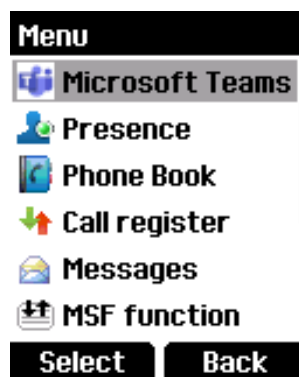 Menu
Microsoft Teams
Presence
Phone Book
Call register
Messages
MSF function
Select Back